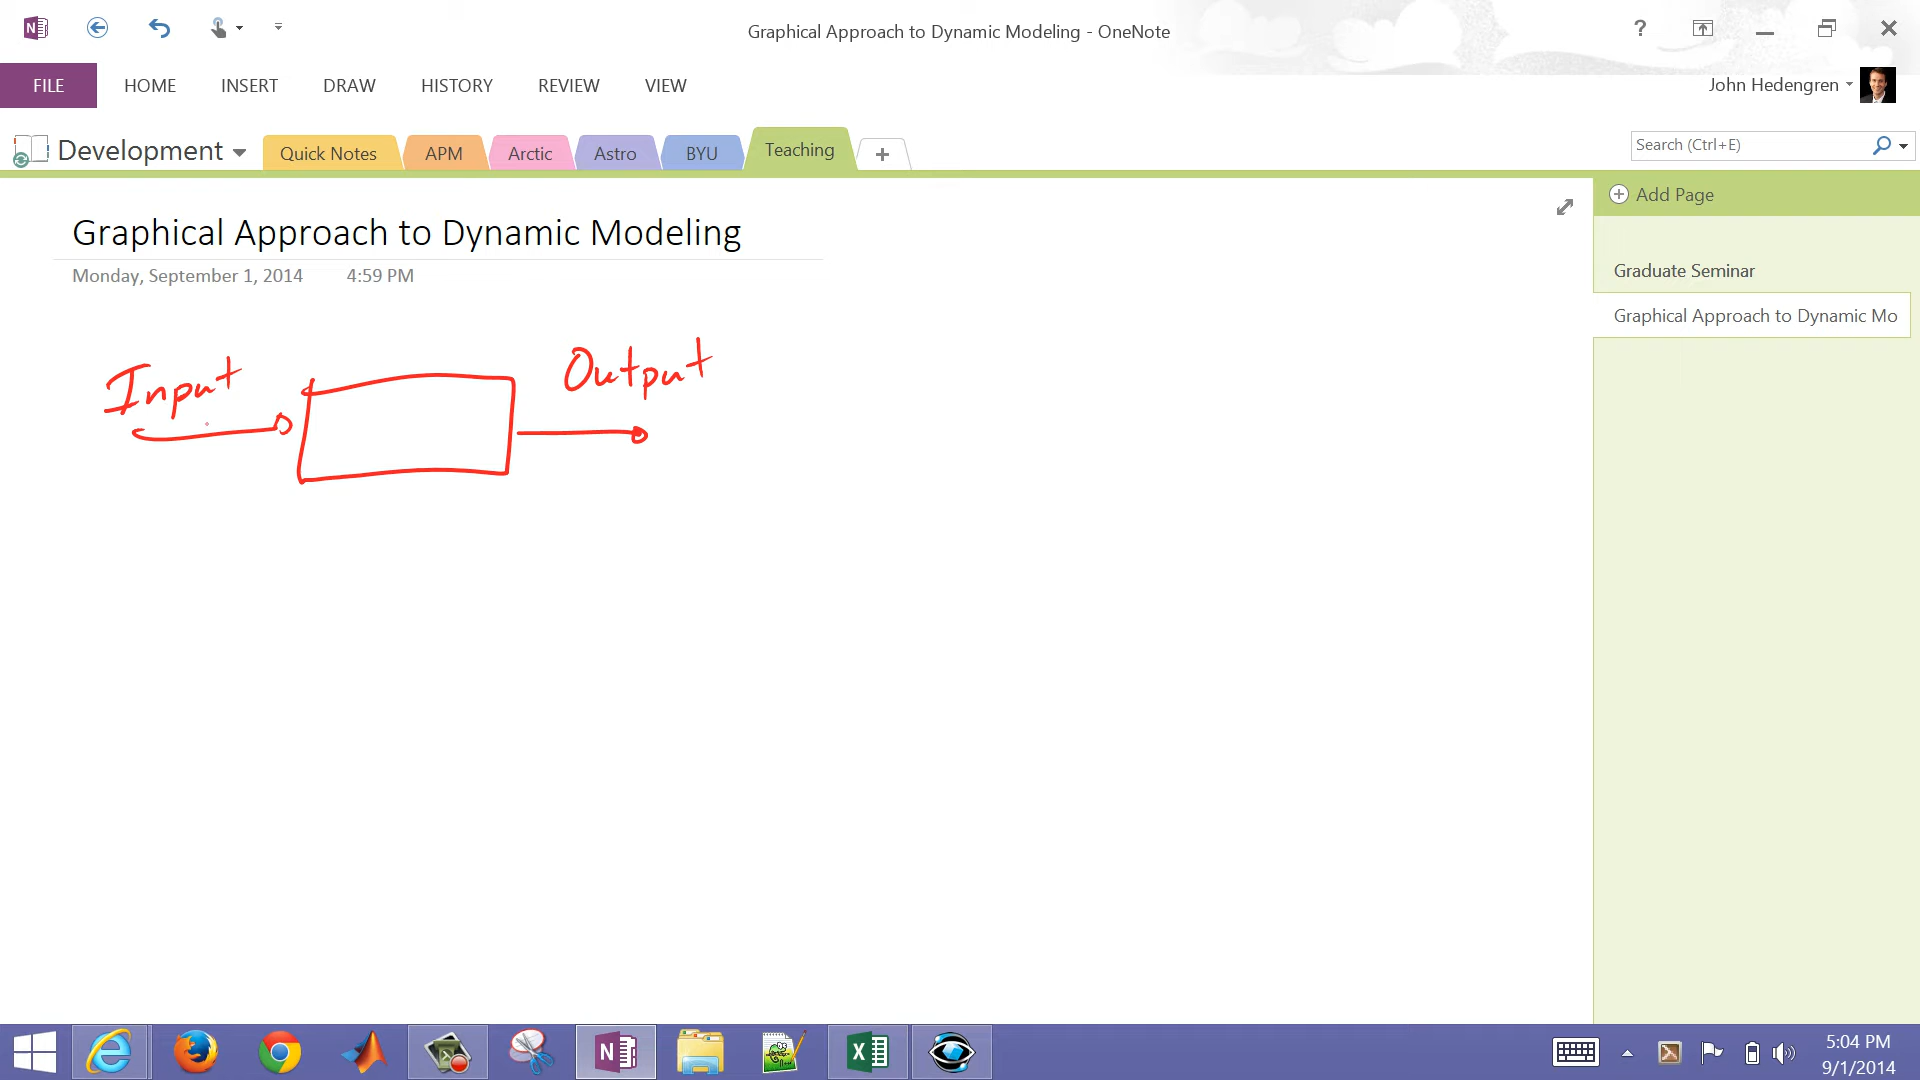 Graphical Approach to Dynamic Modeling - OneNote
?
FILE HOME INSERT DRAW HISTORY REVIEW VIEW
John Hedengren
Development Quick Notes APM Arctic Astro BYU Teaching +
Search (Ctrl+E)
Add Page
Graphical Approach to Dynamic Modeling
Monday, September 1, 2014 4:59 PM
Graduate Seminar
Graphical Approach to Dynamic Mo
Input
Output
5:04 PM
9/1/2014